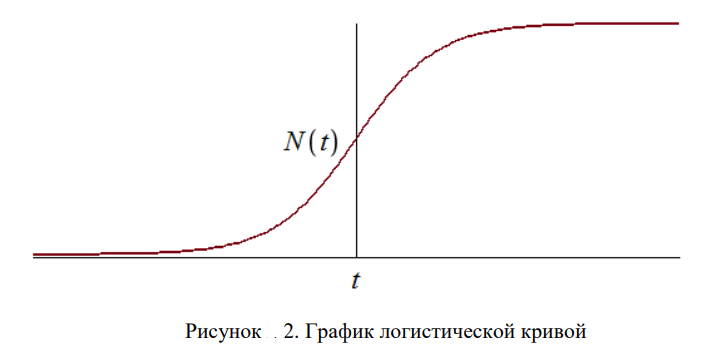 N(t)
t
Рисунок . . 2. График логистической кривой